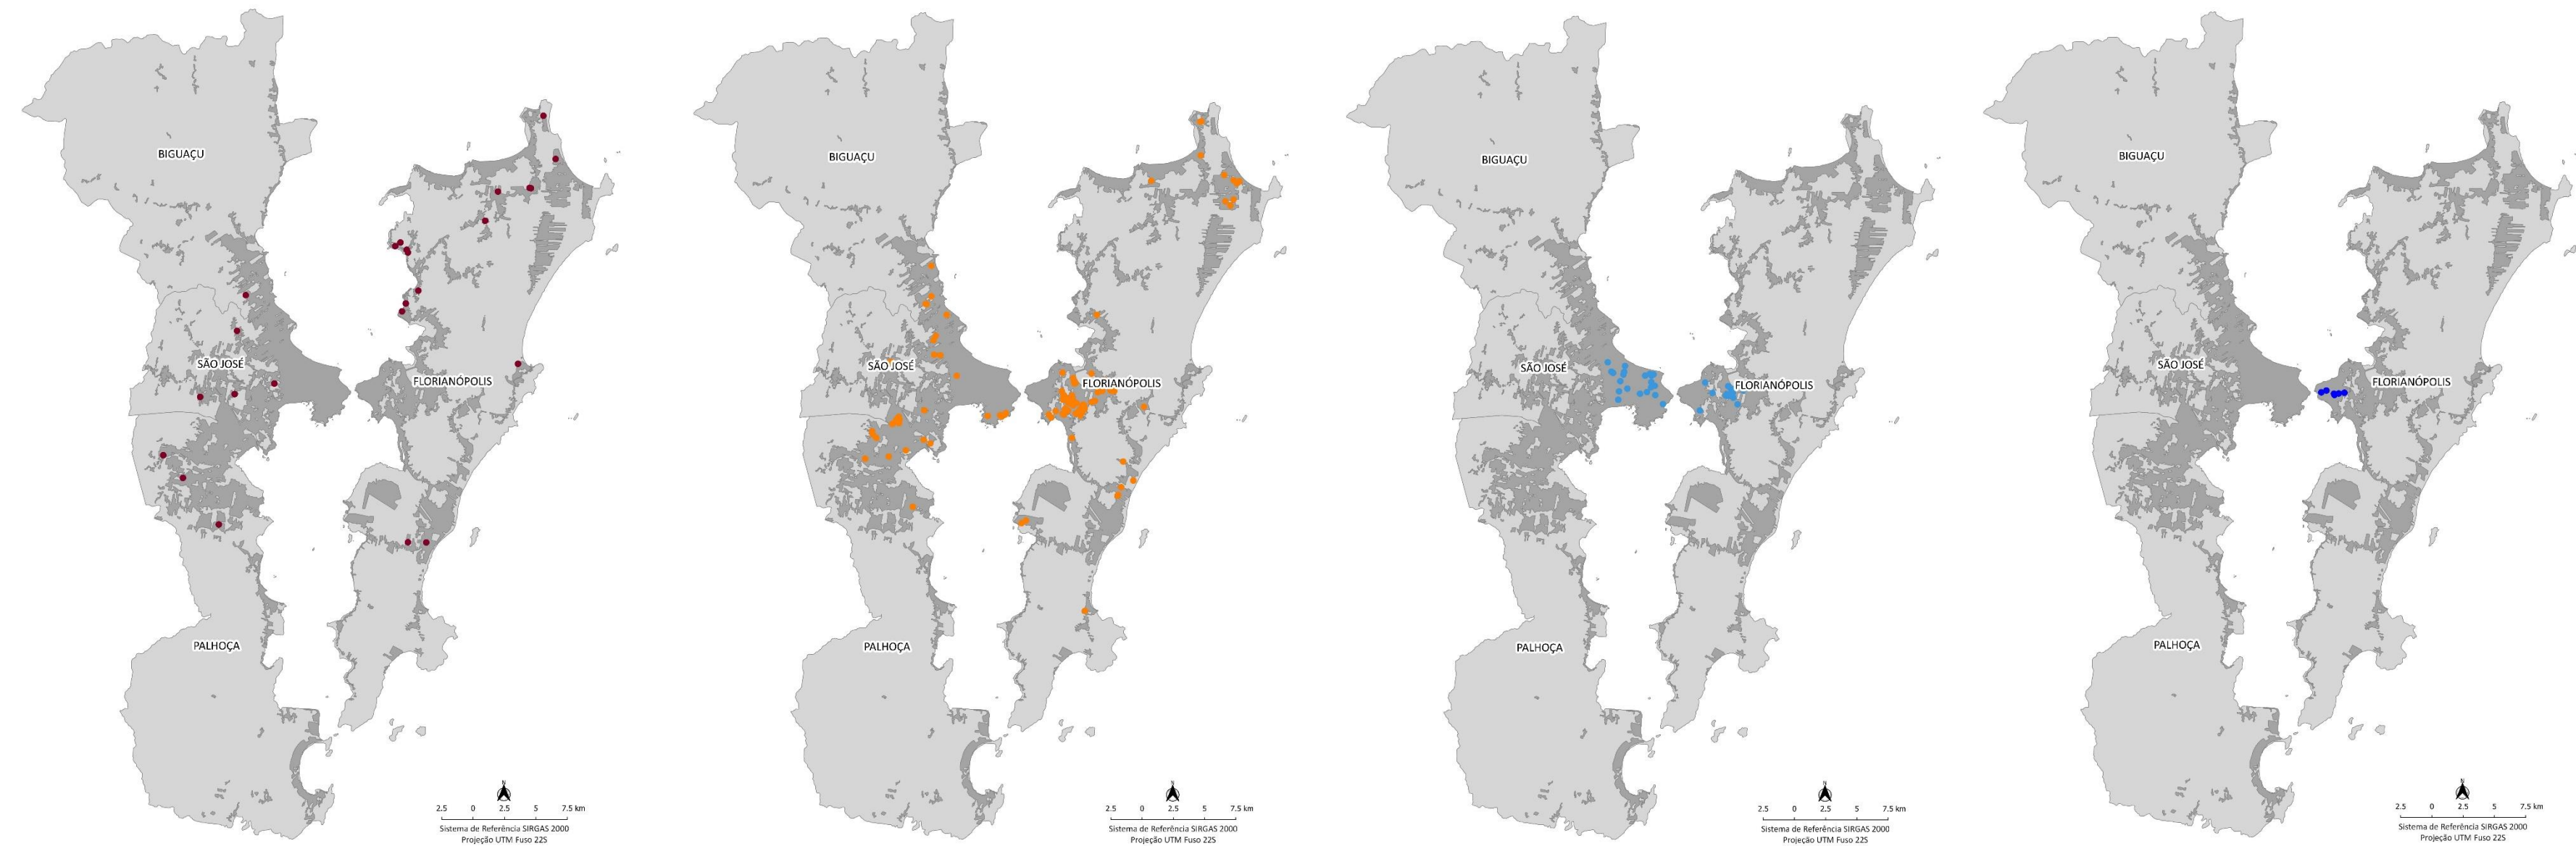 BIGUAÇU
SÃO JOSÉ
FLORIANÓPOLIS
PALHOÇA
N
2.5 0 2.5 5 7.5 km
Sistema de Referência SIRGAS 2000
Projeção UTM Fuso 22S
BIGUAÇU
SÃO JOSÉ
FLORIANÓPOLIS
PALHOÇA
N
2.5 0 2.5 5 7.5 km
Sistema de Referência SIRGAS 2000
Projeção UTM Fuso 22S
BIGUAÇU
SÃO JOSÉ
FLORIANÓPOLIS
PALHOÇA
N
2.5 0 2.5 5 7.5 km
Sistema de Referência SIRGAS 2000
Projeção UTM Fuso 22S
BIGUAÇU
SÃO JOSÉ
FLORIANÓPOLIS
PALHOÇA
N
2.5 0 2.5 5 7.5 km
Sistema de Referência SIRGAS 2000
Projeção UTM Fuso 22S